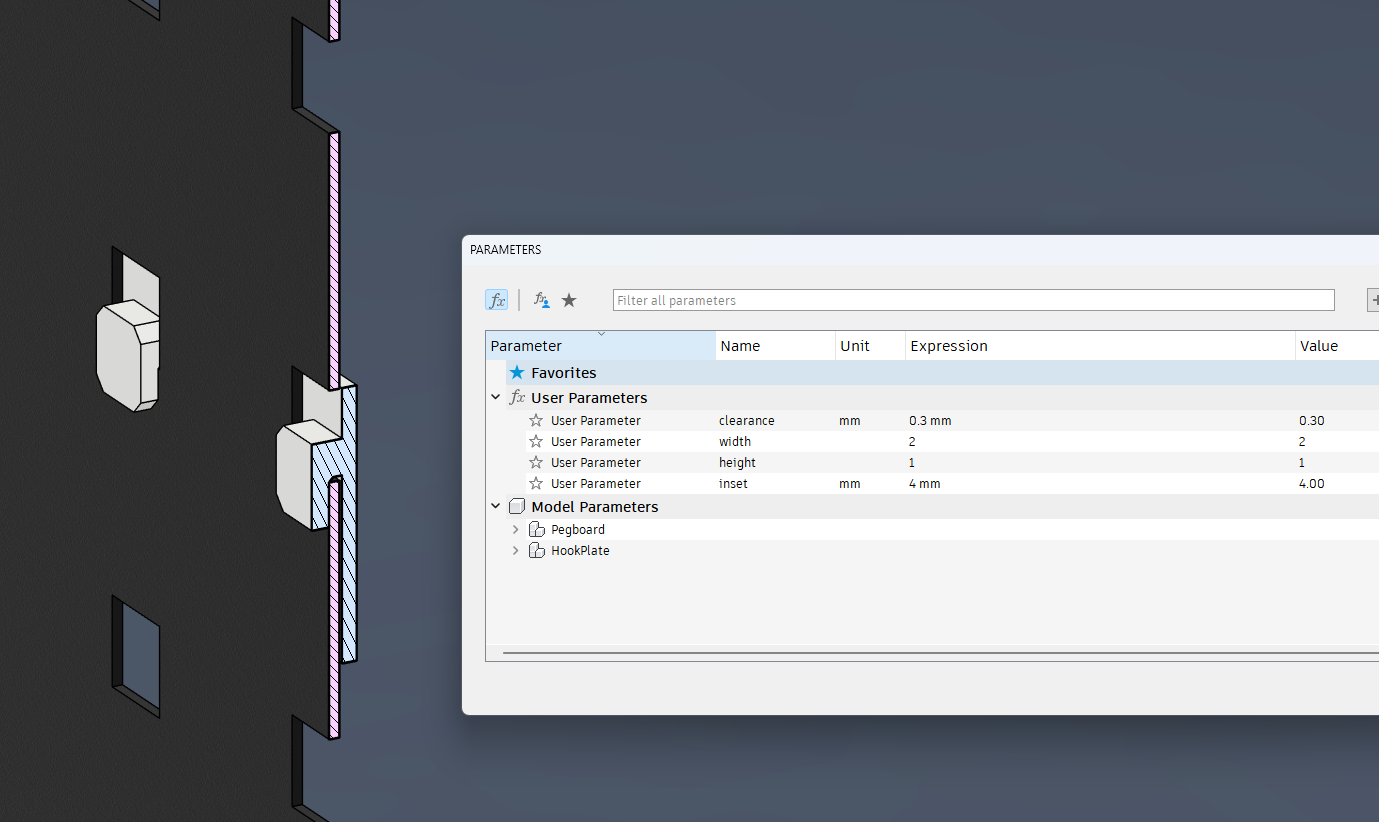 PARAMETERS
fx fx Filter all parameters +
Parameter Name Unit Expression Value
Favorites
fx User Parameters
User Parameter clearance mm 0.3 mm 0.30
User Parameter width 2 2
User Parameter height 1 1
User Parameter inset mm 4 mm 4.00
Model Parameters
Pegboard
HookPlate